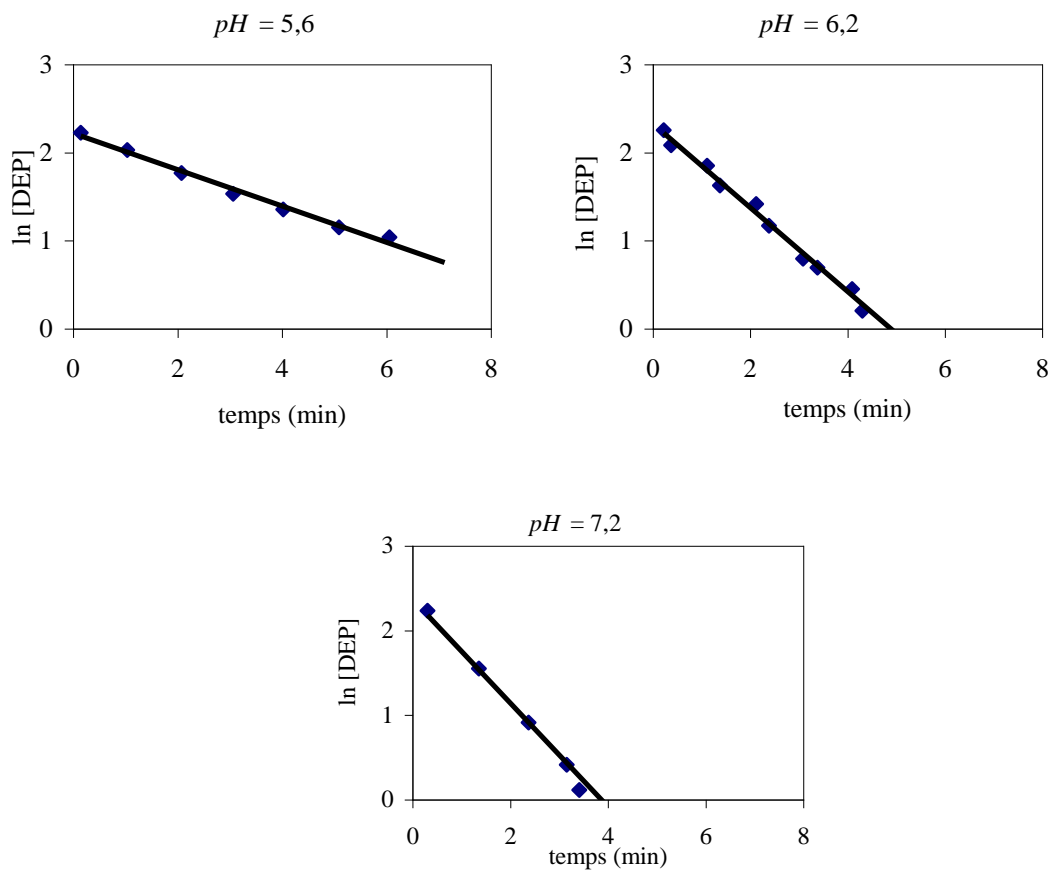 pH = 5,6
3
2
1
0
ln [DEP]
0 2 4 6 8
temps (min)
pH = 6,2
3
2
1
0
ln [DEP]
0 2 4 6 8
temps (min)
pH = 7,2
3
2
1
0
ln [DEP]
0 2 4 6 8
temps (min)